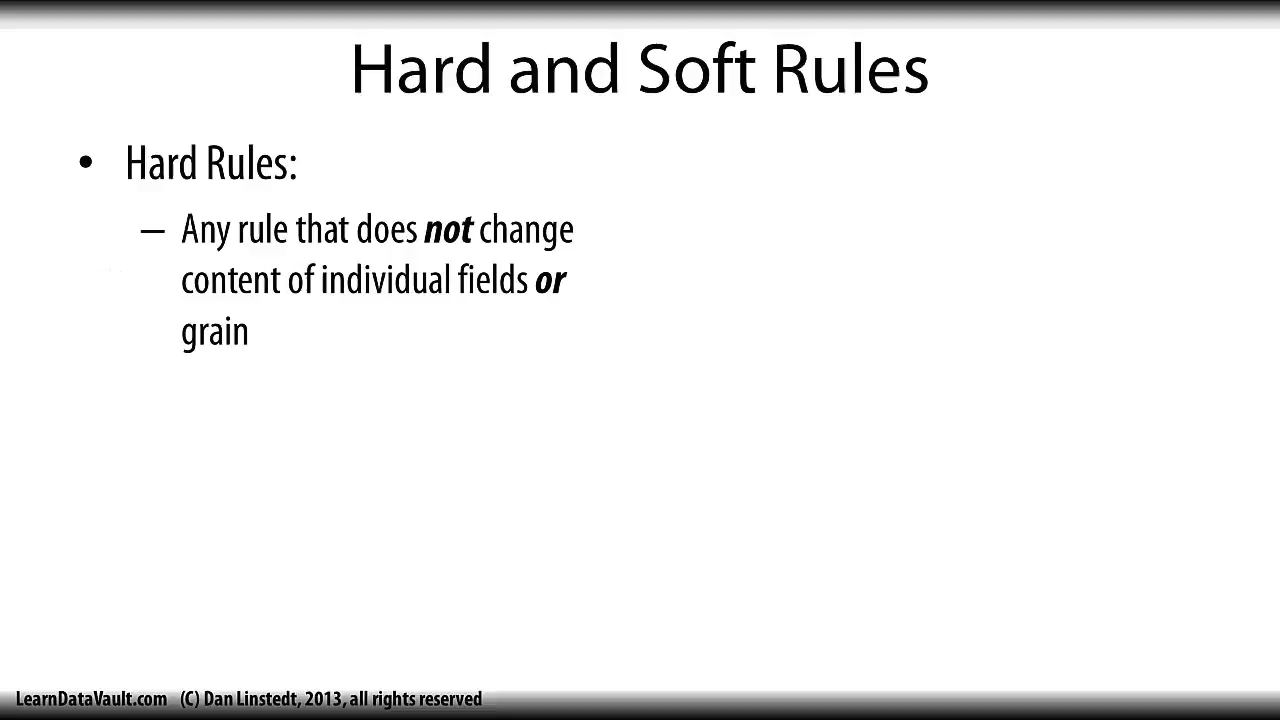 Hard and Soft Rules
• Hard Rules:
– Any rule that does not change
content of individual fields or
grain
LearnDataVault.com (C) Dan Linstedt, 2013, all rights reserved